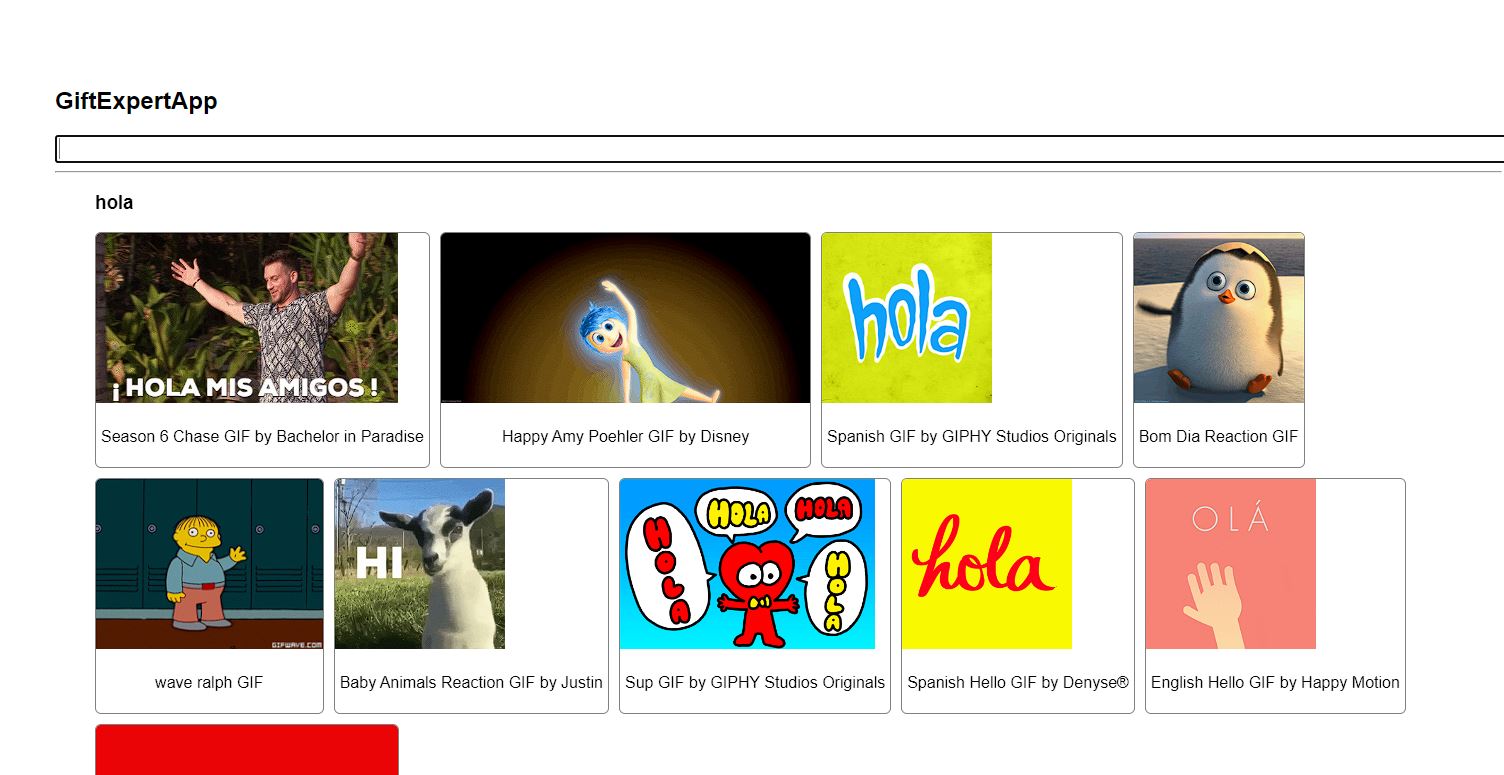 GiftExpertApp
hola
¡ HOLA MIS AMIGOS !
hola
Season 6 Chase GIF by Bachelor in Paradise
Happy Amy Poehler GIF by Disney
Spanish GIF by GIPHY Studios Originals
Bom Dia Reaction GIF
HI
HOLA
HOLA
HOLA
HOLA
hola
OLÁ
GIFWAVE.COM
wave ralph GIF
Baby Animals Reaction GIF by Justin
Sup GIF by GIPHY Studios Originals
Spanish Hello GIF by Denyse®
English Hello GIF by Happy Motion